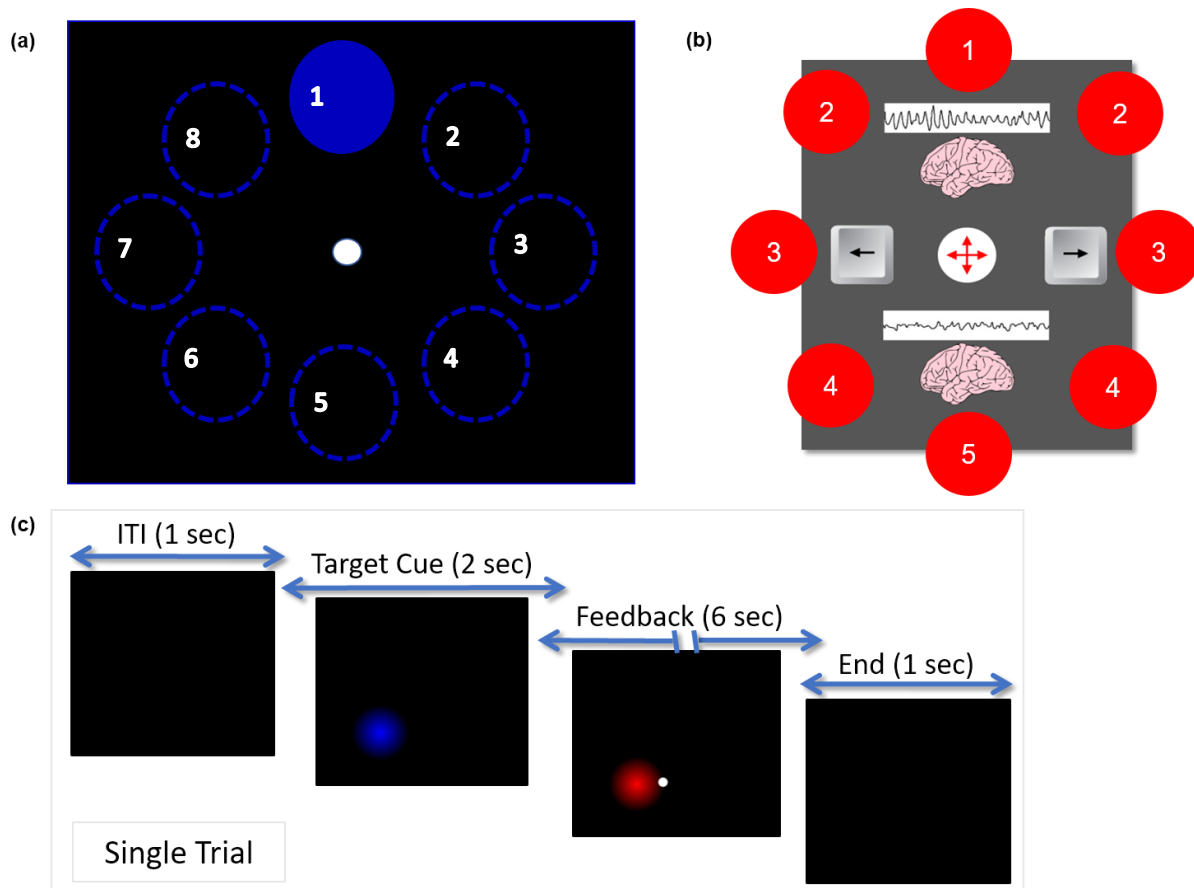 (a)
1
8
2
7
3
6
4
5
(b)
1
2
2
3
3
4
4
5
(c)
ITI (1 sec)
Target Cue (2 sec)
Feedback (6 sec)
End (1 sec)
Single Trial